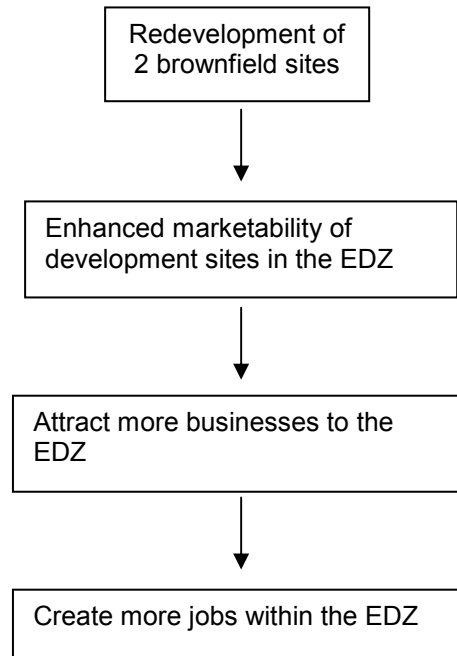 Redevelopment of
2 brownfield sites
Enhanced marketability of
development sites in the EDZ
Attract more businesses to the
EDZ
Create more jobs within the EDZ